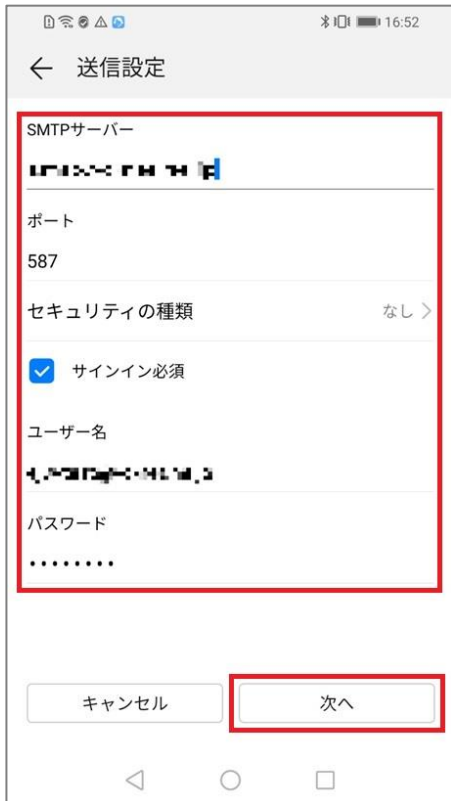 16:52
送信設定
SMTPサーバー
ポート
587
セキュリティの種類 なし
サインイン必須
ユーザー名
パスワード
••••••••
キャンセル 次へ